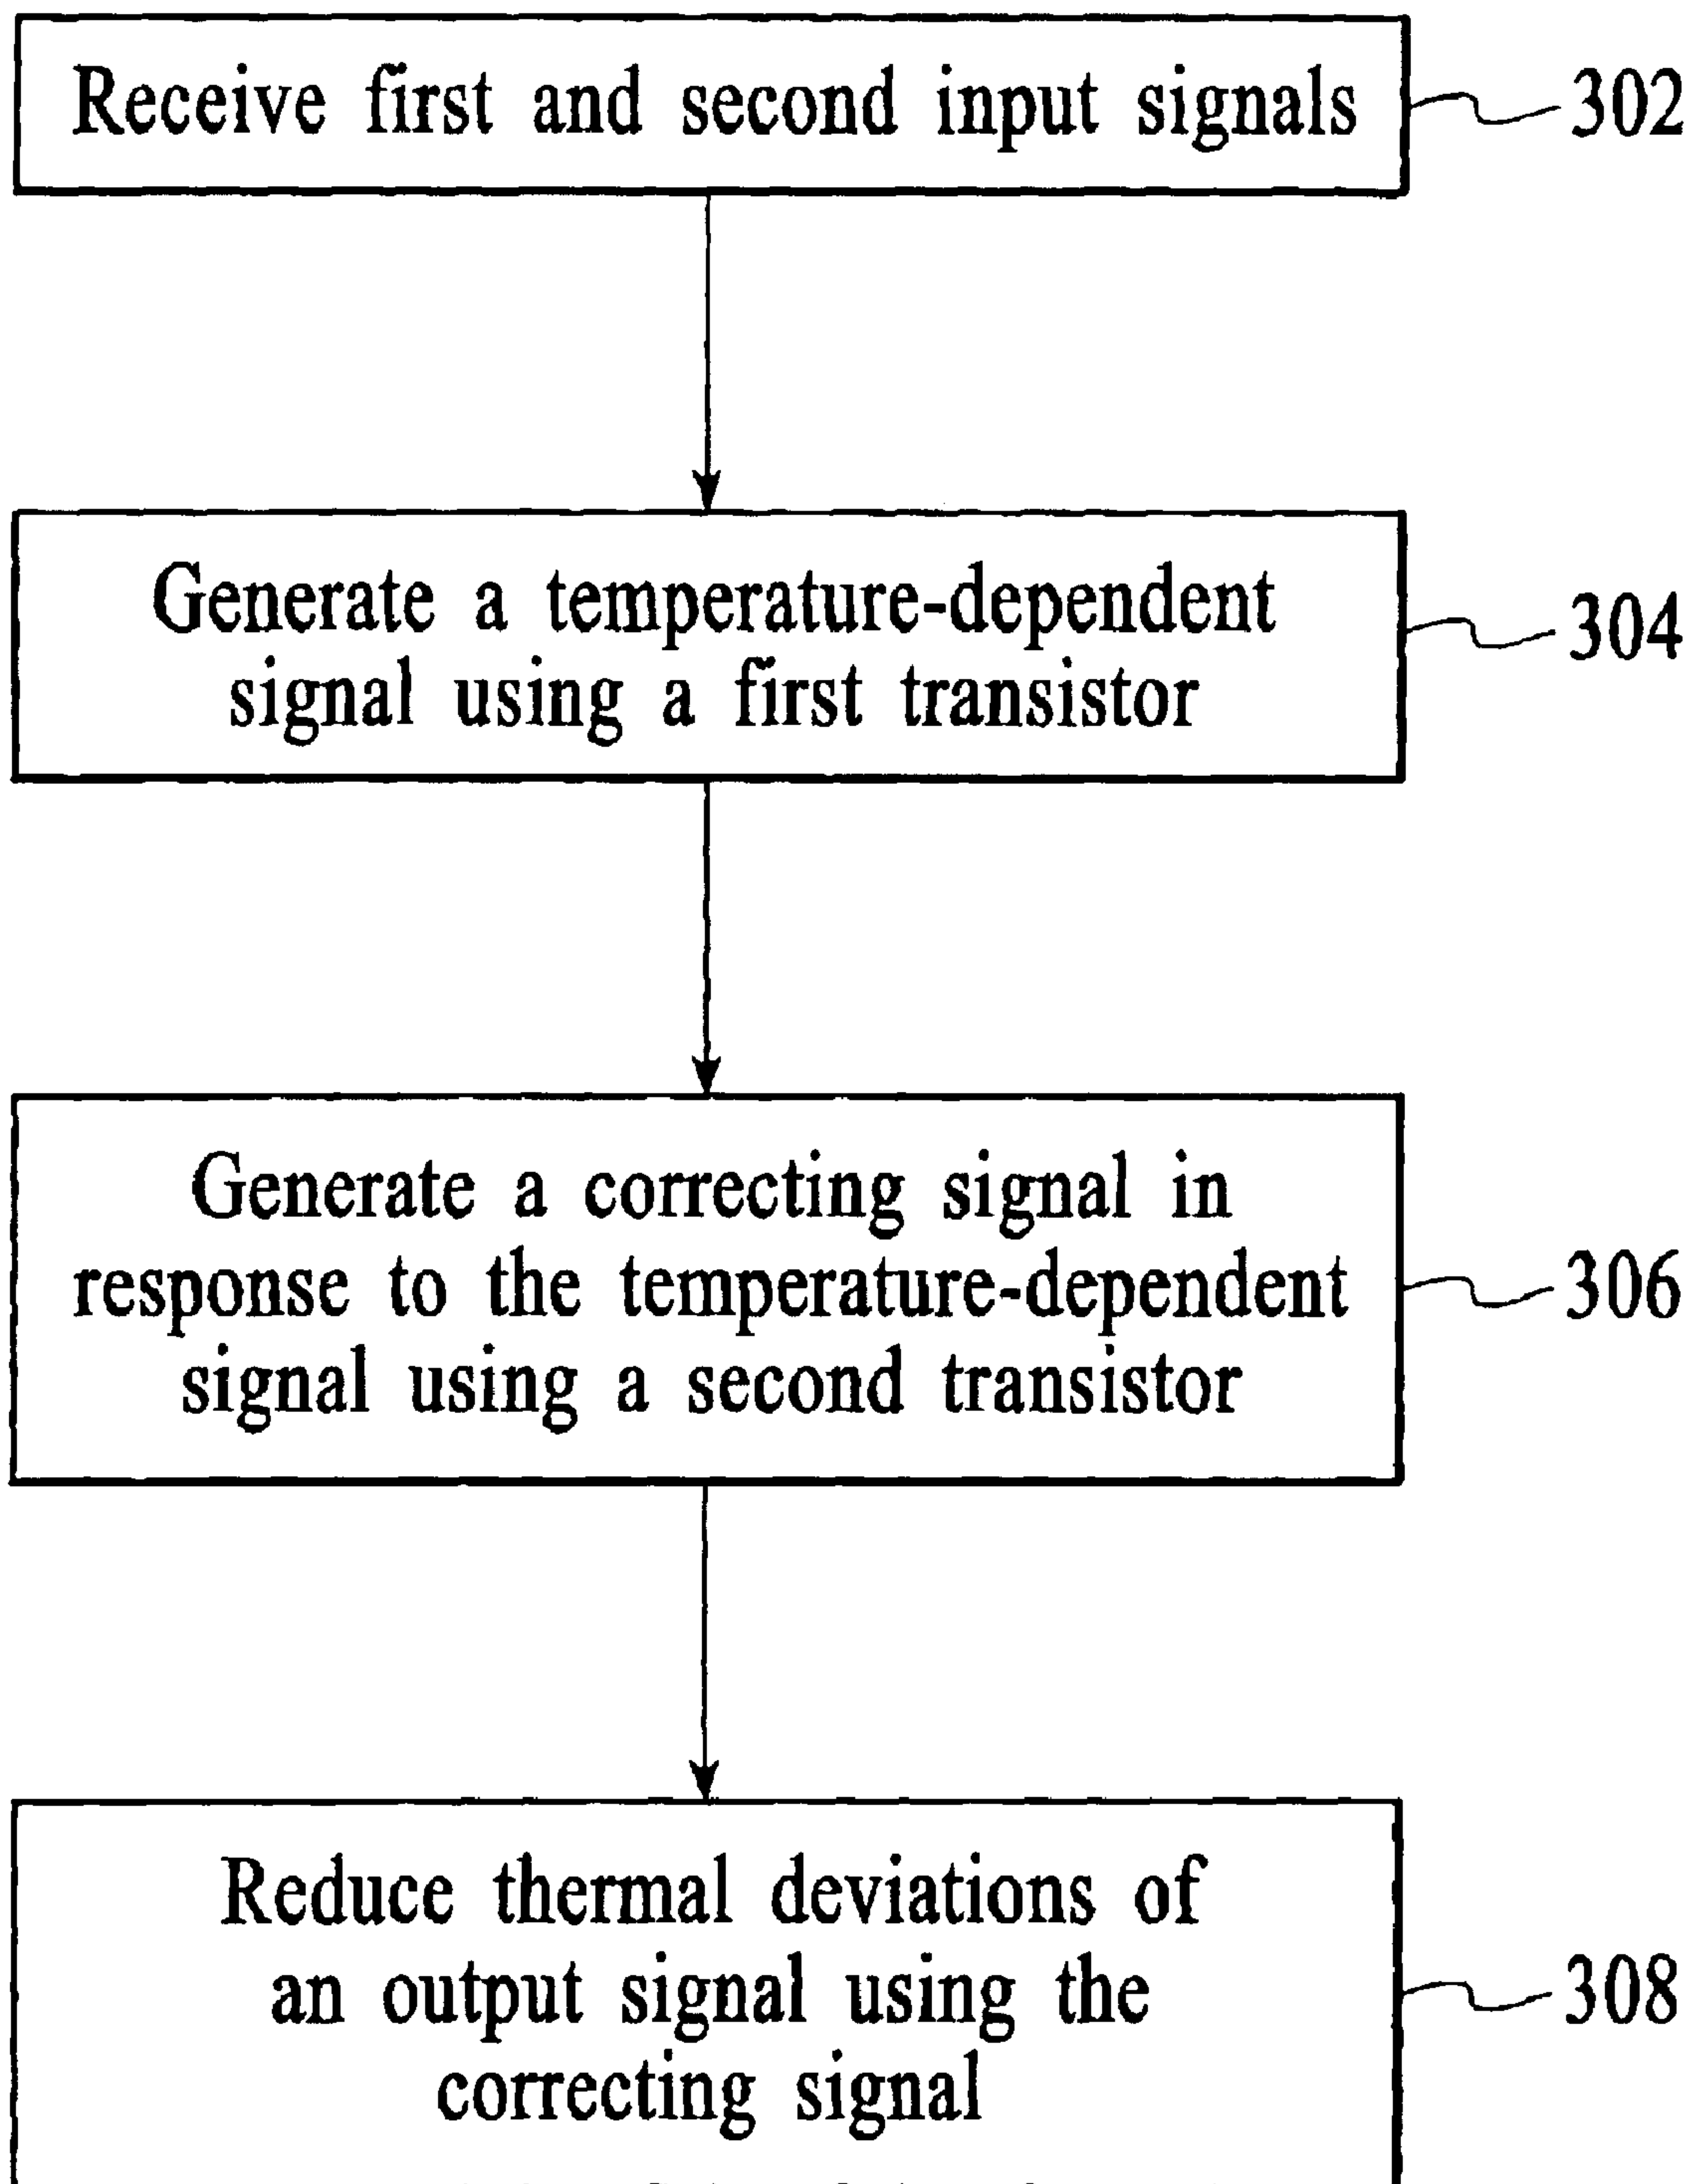 Receive first and second input signals
302
Generate a temperature-dependent
signal using a first transistor
304
Generate a correcting signal in
response to the temperature-dependent
signal using a second transistor
306
Reduce thermal deviations of
an output signal using the
correcting signal
308